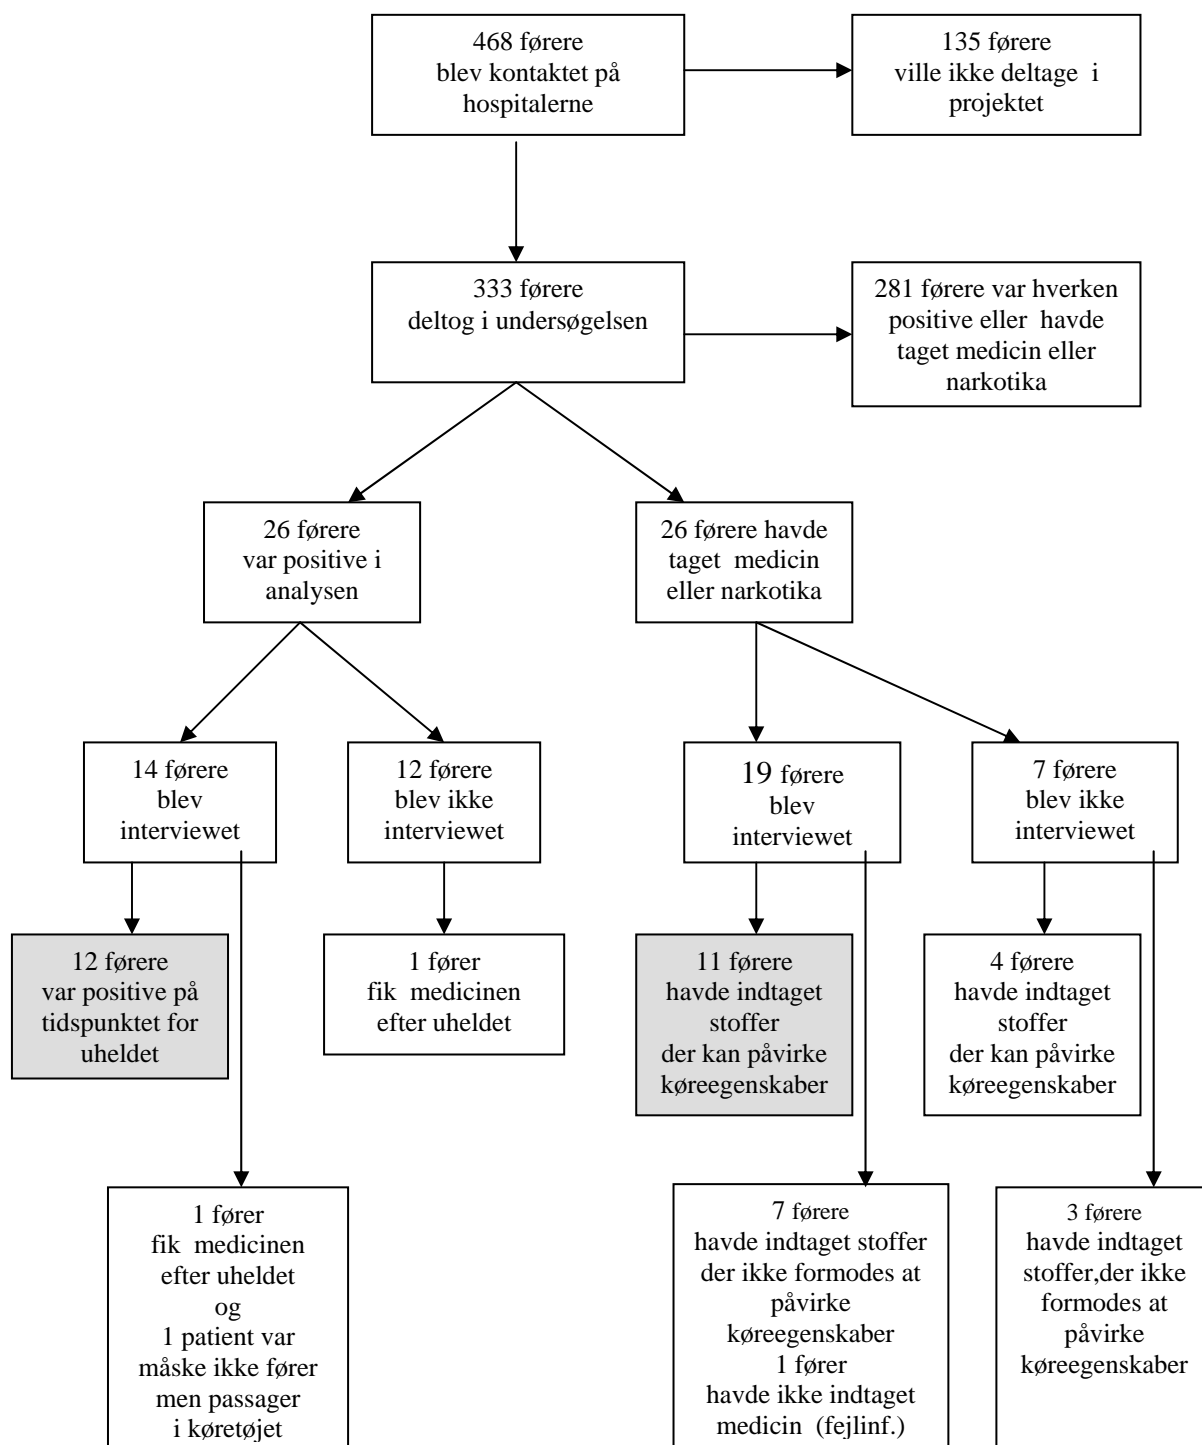 468 førere
blev kontaktet på
hospitalerne
135 førere
ville ikke deltage i
projektet
333 førere
deltog i undersøgelsen
281 førere var hverken
positive eller havde
taget medicin eller
narkotika
26 førere
var positive i
analysen
26 førere havde
taget medicin
eller narkotika
14 førere
blev
interviewet
12 førere
blev ikke
interviewet
19 førere
blev
interviewet
7 førere
blev ikke
interviewet
12 førere
var positive på
tidspunktet for
uheldet
1 fører
fik medicinen
efter uheldet
11 førere
havde indtaget
stoffer
der kan påvirke
køreegenskaber
4 førere
havde indtaget
stoffer
der kan påvirke
køreegenskaber
1 fører
fik medicinen
efter uheldet
og
1 patient var
måske ikke fører
men passager
i køretøjet
7 førere
havde indtaget stoffer
der ikke formodes at
påvirke
køreegenskaber
1 fører
havde ikke indtaget
medicin (fejlinf.)
3 førere
havde indtaget
stoffer,der ikke
formodes at
påvirke
køreegenskaber